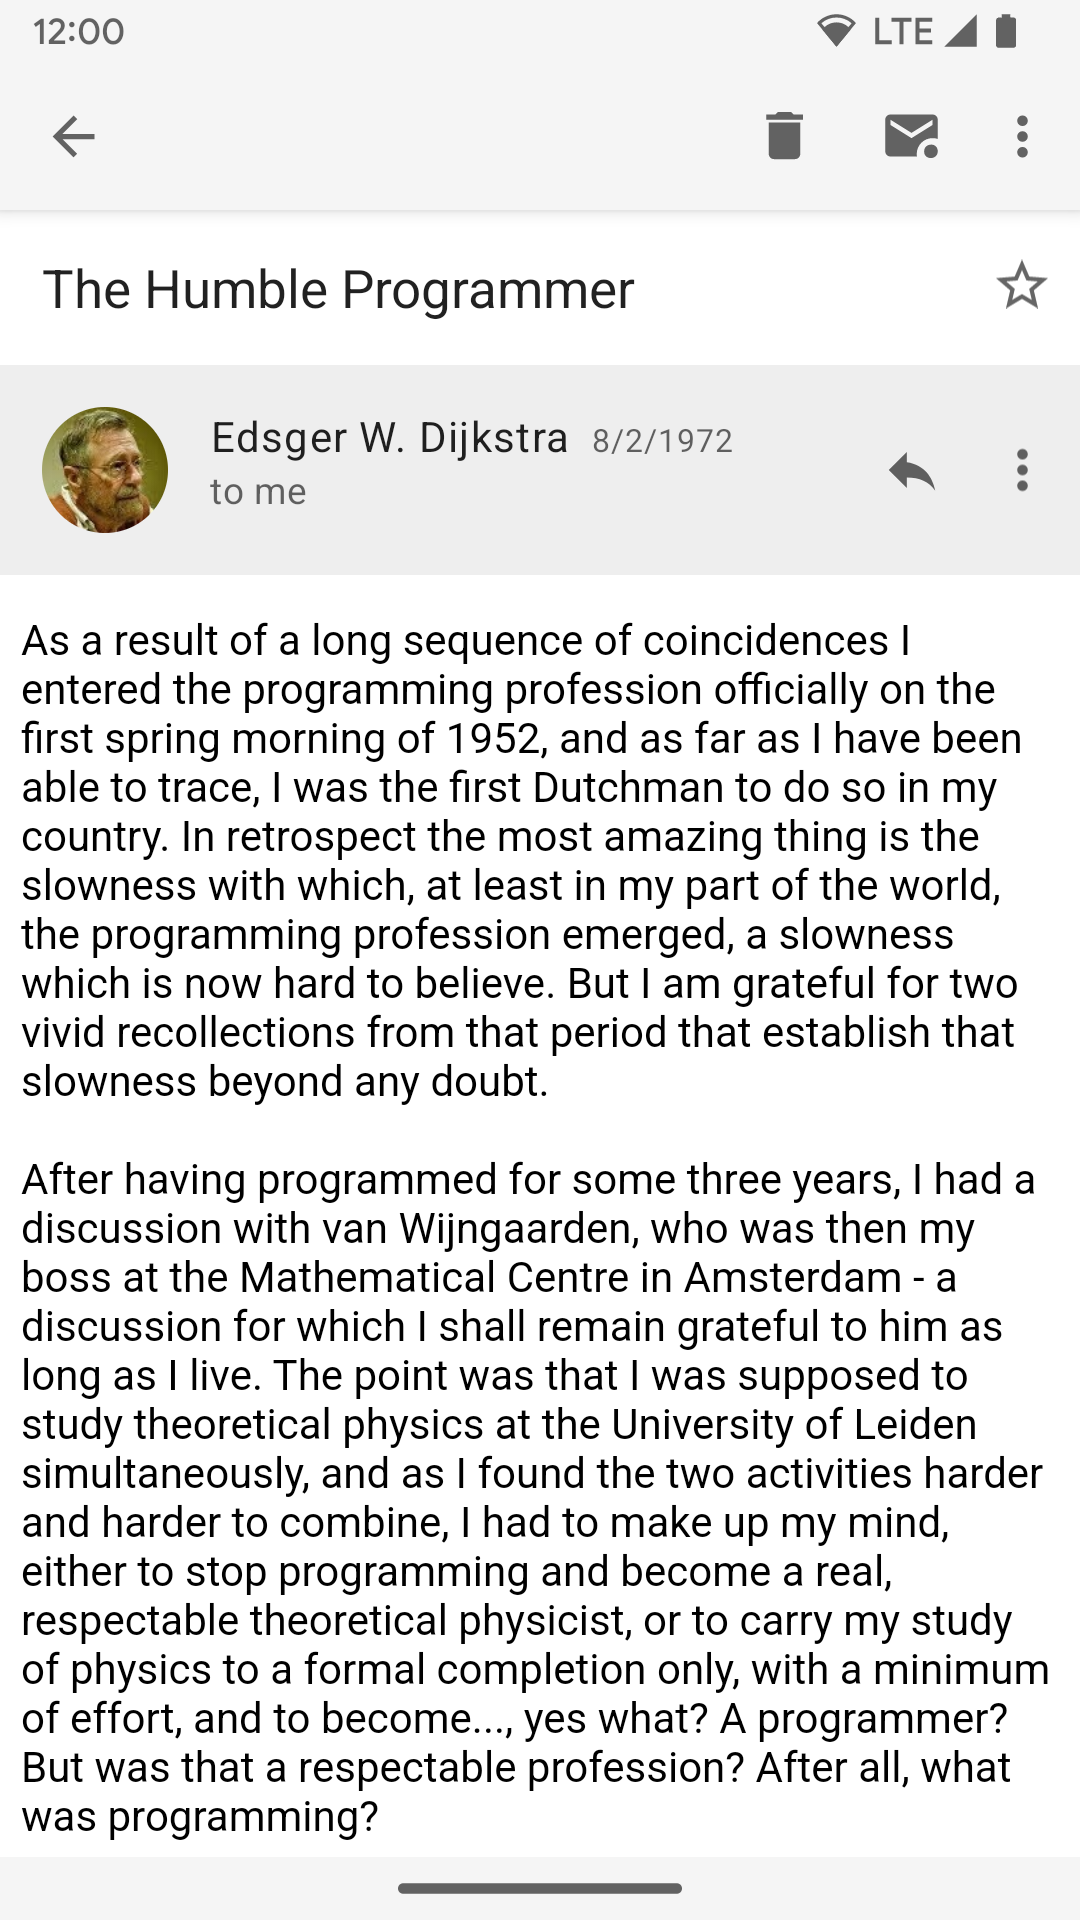 12:00
LTE
The Humble Programmer
Edsger W. Dijkstra 8/2/1972
to me
As a result of a long sequence of coincidences I
entered the programming profession officially on the
first spring morning of 1952, and as far as I have been
able to trace, I was the first Dutchman to do so in my
country. In retrospect the most amazing thing is the
slowness with which, at least in my part of the world,
the programming profession emerged, a slowness
which is now hard to believe. But I am grateful for two
vivid recollections from that period that establish that
slowness beyond any doubt.
After having programmed for some three years, I had a
discussion with van Wijngaarden, who was then my
boss at the Mathematical Centre in Amsterdam - a
discussion for which I shall remain grateful to him as
long as I live. The point was that I was supposed to
study theoretical physics at the University of Leiden
simultaneously, and as I found the two activities harder
and harder to combine, I had to make up my mind,
either to stop programming and become a real,
respectable theoretical physicist, or to carry my study
of physics to a formal completion only, with a minimum
of effort, and to become..., yes what? A programmer?
But was that a respectable profession? After all, what
was programming?